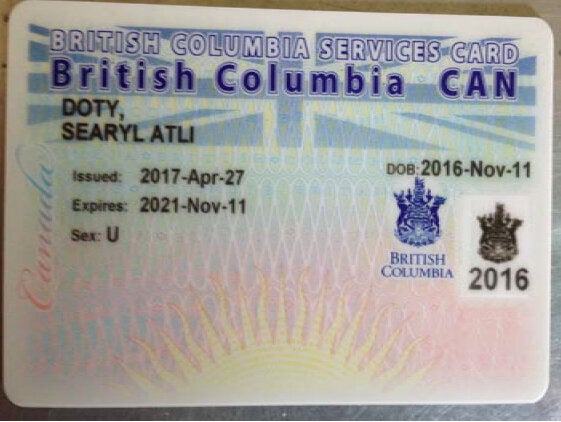 BRITISH COLUMBIA SERVICES CARD
British Columbia CAN
DOTY,
SEARYL ATLI
Issued: 2017-Apr-27
DOB: 2016-Nov-11
Expires: 2021-Nov-11
Sex: U
Canada
BRITISH
COLUMBIA
2016